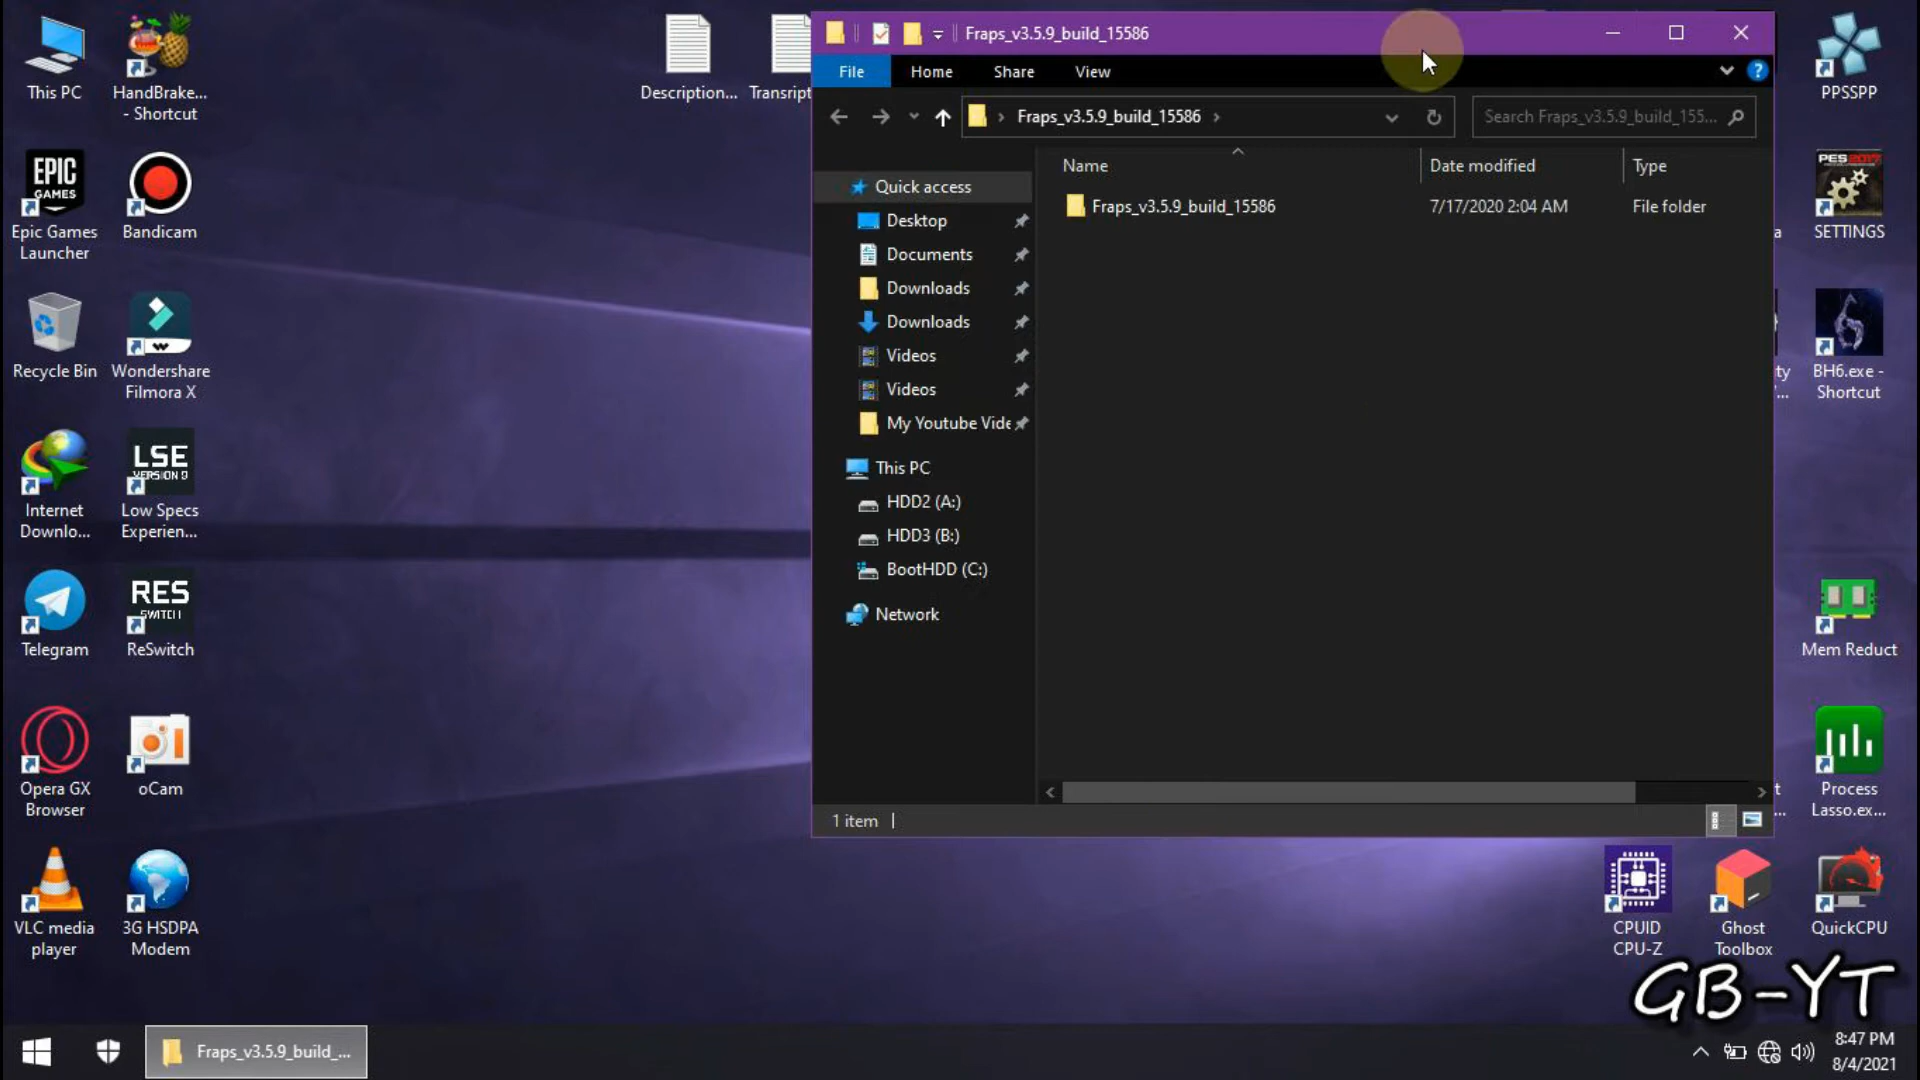 This PC
HandBrake...
- Shortcut
EPIC
GAMES
Epic Games
Launcher
Bandicam
Recycle Bin
Wondershare
Filmora X
Internet
Downlo...
LSE
Low Specs
Experien...
Telegram
RES
SWITCH
ReSwitch
Opera GX
Browser
oCam
VLC media
player
3G HSDPA
Modem
Description...
Transript
Fraps_v3.5.9_build_15586
File
Home
Share
View
Fraps_v3.5.9_build_15586
Search Fraps_v3.5.9_build_155...
Name
Date modified
Type
Fraps_v3.5.9_build_15586
7/17/2020 2:04 AM
File folder
Quick access
Desktop
Documents
Downloads
Downloads
Videos
Videos
My Youtube Vide
This PC
HDD2 (A:)
HDD3 (B:)
BootHDD (C:)
Network
1 item
PPSSPP
PES 2017
SETTINGS
BH6.exe -
Shortcut
Mem Reduct
Process
Lasso.ex...
CPUID
CPU-Z
Ghost
Toolbox
QuickCPU
GB-YT
Fraps_v3.5.9_build_...
8:47 PM
8/4/2021